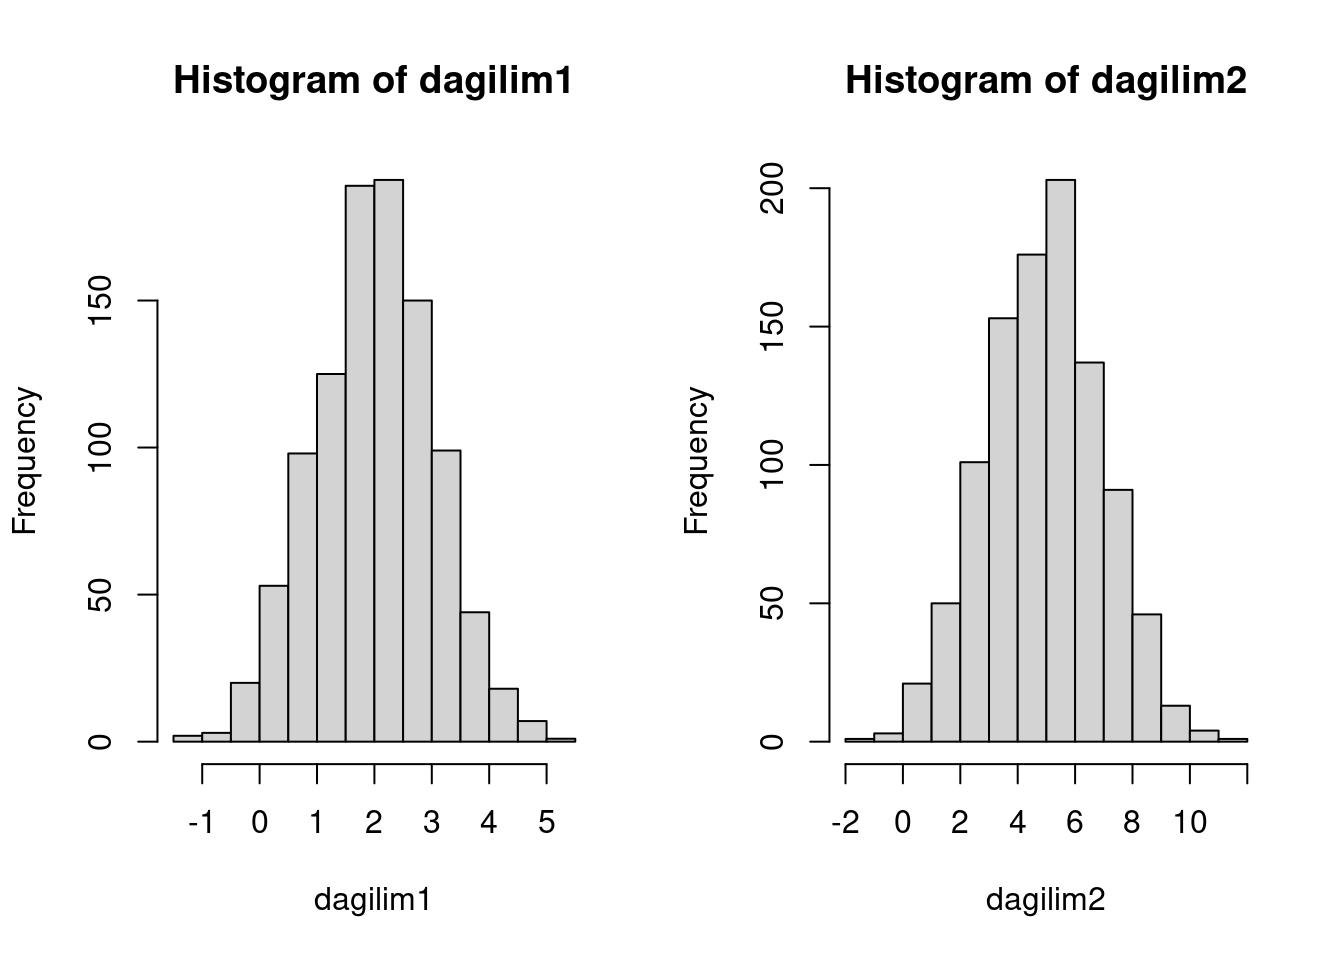 Histogram of dagilim1
Frequency
150
100
50
0
-1 0 1 2 3 4 5
dagilim1
Histogram of dagilim2
Frequency
200
150
100
50
0
-2 0 2 4 6 8 10
dagilim2